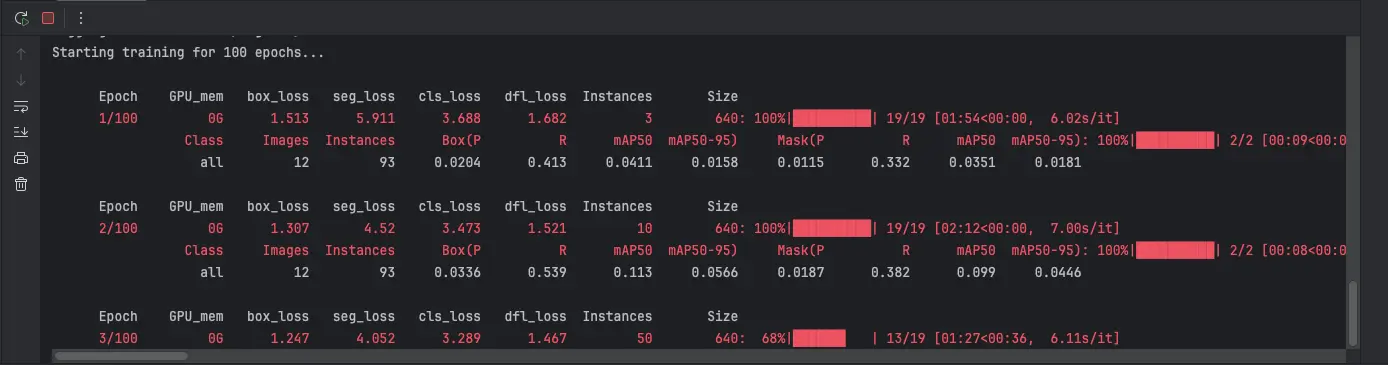 Starting training for 100 epochs...
Epoch GPU_mem box_loss seg_loss cls_loss dfl_loss Instances Size
1/100 0G 1.513 5.911 3.688 1.682 3 640: 100%|██████████| 19/19 [01:54<00:00, 6.02s/it]
Class Images Instances Box(P R mAP50 mAP50-95) Mask(P R mAP50 mAP50-95): 100%|██████████| 2/2 [00:09<00:0
all 12 93 0.0204 0.413 0.0411 0.0158 0.0115 0.332 0.0351 0.0181
Epoch GPU_mem box_loss seg_loss cls_loss dfl_loss Instances Size
2/100 0G 1.307 4.52 3.473 1.521 10 640: 100%|██████████| 19/19 [02:12<00:00, 7.00s/it]
Class Images Instances Box(P R mAP50 mAP50-95) Mask(P R mAP50 mAP50-95): 100%|██████████| 2/2 [00:08<00:0
all 12 93 0.0336 0.539 0.113 0.0566 0.0187 0.382 0.099 0.0446
Epoch GPU_mem box_loss seg_loss cls_loss dfl_loss Instances Size
3/100 0G 1.247 4.052 3.289 1.467 50 640: 68%|██████▊ | 13/19 [01:27<00:36, 6.11s/it]